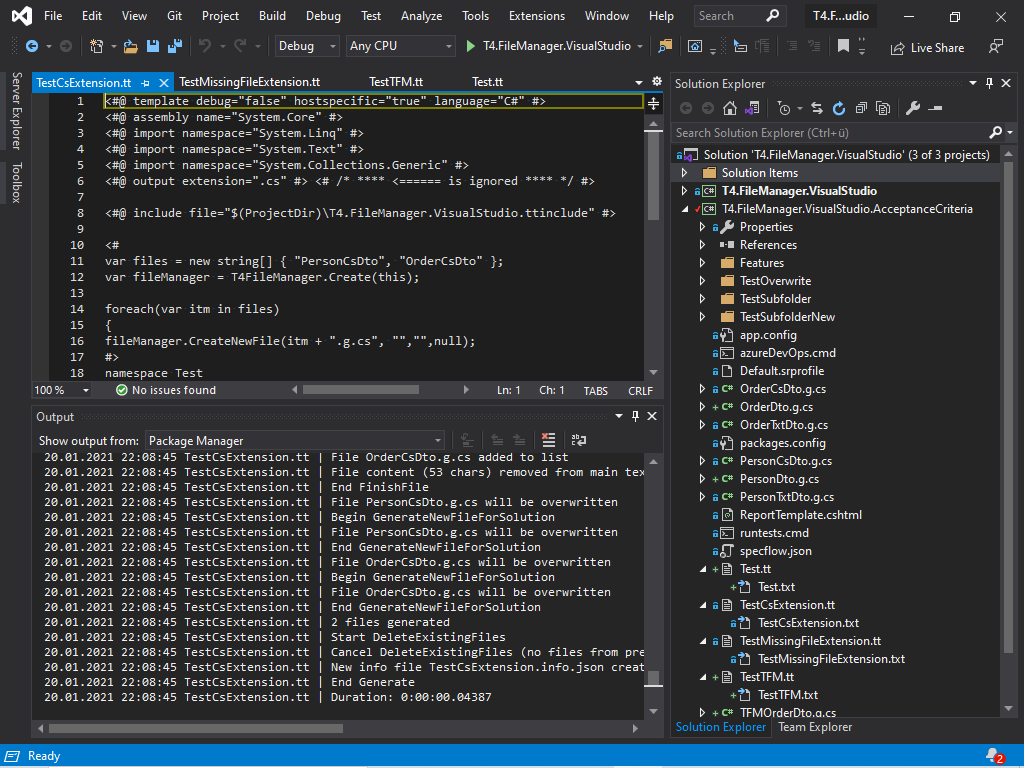 File Edit View Git Project Build Debug Test Analyze Tools Extensions Window Help Search T4.F...udio
Debug Any CPU T4.FileManager.VisualStudio Live Share
Server Explorer
Toolbox
TestCsExtension.tt TestMissingFileExtension.tt TestTFM.tt Test.tt
1 <#@ template debug="false" hostspecific="true" language="C#" #>
2 <#@ assembly name="System.Core" #>
3 <#@ import namespace="System.Linq" #>
4 <#@ import namespace="System.Text" #>
5 <#@ import namespace="System.Collections.Generic" #>
6 <#@ output extension=".cs" #> <# /* **** <====== is ignored **** */ #>
7
8 <#@ include file="$(ProjectDir)\T4.FileManager.VisualStudio.ttinclude" #>
9
10 <#
11 var files = new string[] { "PersonCsDto", "OrderCsDto" };
12 var fileManager = T4FileManager.Create(this);
13
14 foreach(var itm in files)
15 {
16 fileManager.CreateNewFile(itm + ".g.cs", "","",null);
17 #>
18 namespace Test
100 % No issues found Ln: 1 Ch: 1 TABS CRLF
Output
Show output from: Package Manager
20.01.2021 22:08:45 TestCsExtension.tt | File OrderCsDto.g.cs added to list
20.01.2021 22:08:45 TestCsExtension.tt | File content (53 chars) removed from main tex
20.01.2021 22:08:45 TestCsExtension.tt | End FinishFile
20.01.2021 22:08:45 TestCsExtension.tt | File PersonCsDto.g.cs will be overwritten
20.01.2021 22:08:45 TestCsExtension.tt | Begin GenerateNewFileForSolution
20.01.2021 22:08:45 TestCsExtension.tt | File PersonCsDto.g.cs will be overwritten
20.01.2021 22:08:45 TestCsExtension.tt | End GenerateNewFileForSolution
20.01.2021 22:08:45 TestCsExtension.tt | File OrderCsDto.g.cs will be overwritten
20.01.2021 22:08:45 TestCsExtension.tt | Begin GenerateNewFileForSolution
20.01.2021 22:08:45 TestCsExtension.tt | File OrderCsDto.g.cs will be overwritten
20.01.2021 22:08:45 TestCsExtension.tt | End GenerateNewFileForSolution
20.01.2021 22:08:45 TestCsExtension.tt | 2 files generated
20.01.2021 22:08:45 TestCsExtension.tt | Start DeleteExistingFiles
20.01.2021 22:08:45 TestCsExtension.tt | Cancel DeleteExistingFiles (no files from pre
20.01.2021 22:08:45 TestCsExtension.tt | New info file TestCsExtension.info.json creat
20.01.2021 22:08:45 TestCsExtension.tt | End Generate
20.01.2021 22:08:45 TestCsExtension.tt | Duration: 0:00:00.04387
Solution Explorer
Search Solution Explorer (Ctrl+ü)
Solution 'T4.FileManager.VisualStudio' (3 of 3 projects)
Solution Items
C# T4.FileManager.VisualStudio
C# T4.FileManager.VisualStudio.AcceptanceCriteria
Properties
References
Features
TestOverwrite
TestSubfolder
TestSubfolderNew
app.config
azureDevOps.cmd
Default.srprofile
C# OrderCsDto.g.cs
+ C# OrderDto.g.cs
C# OrderTxtDto.g.cs
packages.config
C# PersonCsDto.g.cs
+ C# PersonDto.g.cs
C# PersonTxtDto.g.cs
ReportTemplate.cshtml
runtests.cmd
specflow.json
+ Test.tt
+ Test.txt
TestCsExtension.tt
TestCsExtension.txt
TestMissingFileExtension.tt
TestMissingFileExtension.txt
+ TestTFM.tt
+ TestTFM.txt
+ C# TFMOrderDto.g.cs
Solution Explorer Team Explorer
Ready 2